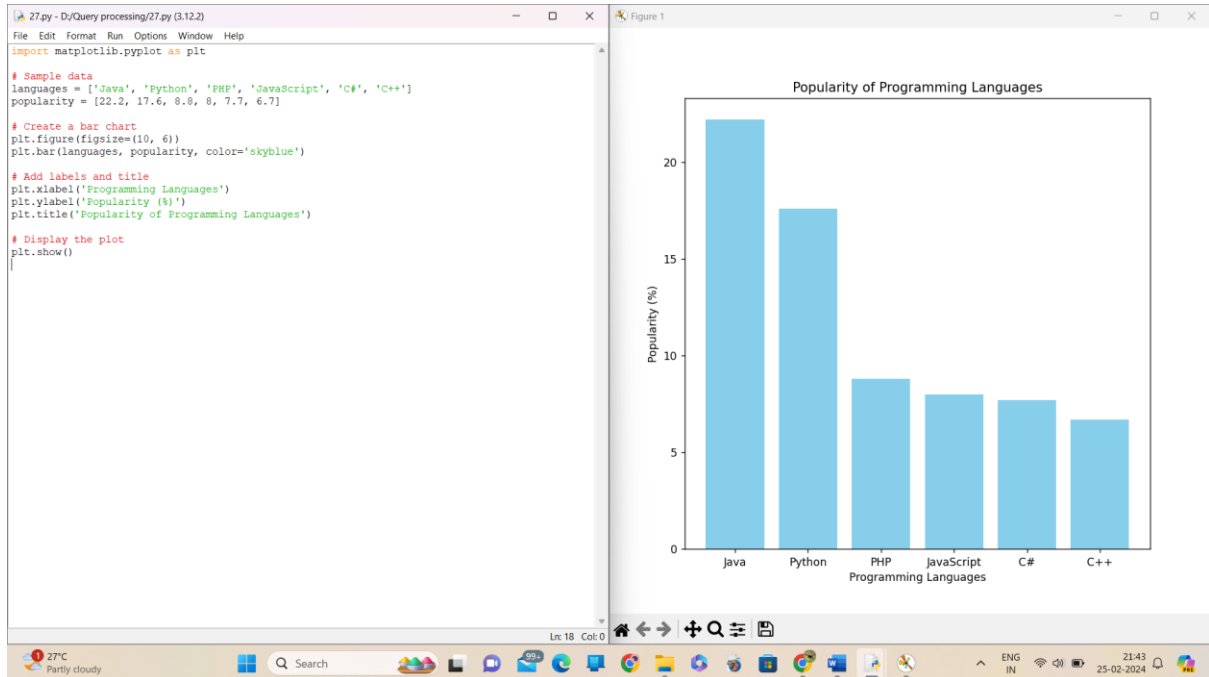 27.py - D:/Query processing/27.py (3.12.2)
File Edit Format Run Options Window Help
import matplotlib.pyplot as plt
# Sample data
languages = ['Java', 'Python', 'PHP', 'JavaScript', 'C#', 'C++']
popularity = [22.2, 17.6, 8.8, 8, 7.7, 6.7]
# Create a bar chart
plt.figure(figsize=(10, 6))
plt.bar(languages, popularity, color='skyblue')
# Add labels and title
plt.xlabel('Programming Languages')
plt.ylabel('Popularity (%)')
plt.title('Popularity of Programming Languages')
# Display the plot
plt.show()
Ln: 18 Col: 0
Figure 1
Popularity of Programming Languages
Popularity (%)
20
15
10
5
0
Java Python PHP JavaScript C# C++
Programming Languages
1
27°C
Partly cloudy
Search
99+
ENG
IN
21:43
25-02-2024
PRE